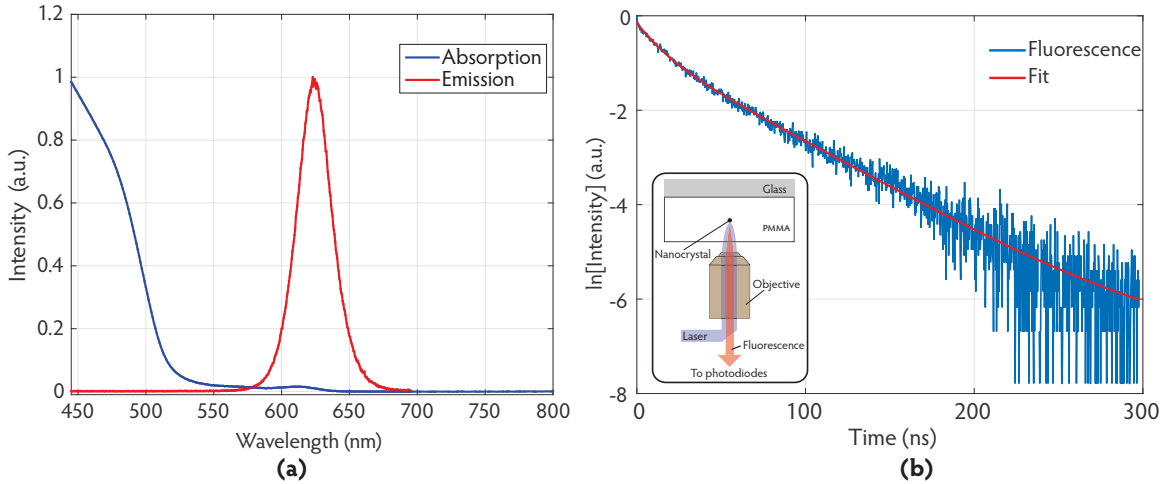 1.2
1
0.8
0.6
0.4
0.2
0
450
500
550
600
650
700
750
800
Intensity (a.u.)
Wavelength (nm)
Absorption
Emission
(a)
0
-2
-4
-6
-8
0
100
200
300
ln[Intensity] (a.u.)
Time (ns)
Fluorescence
Fit
Glass
PMMA
Nanocrystal
Objective
Laser
Fluorescence
To photodiodes
(b)